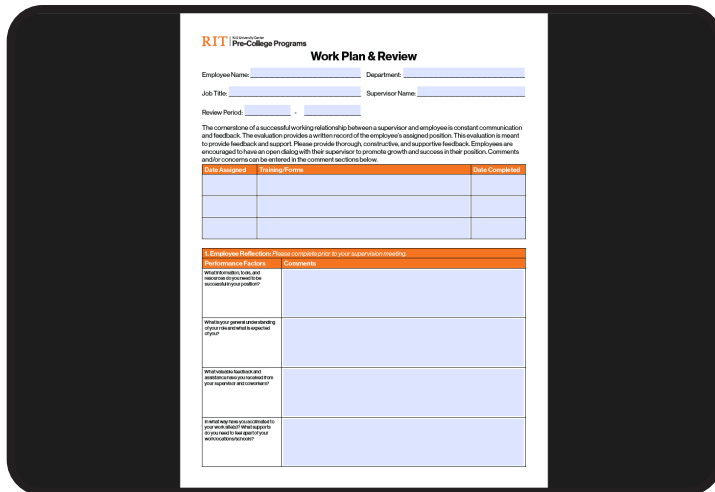 RIT K12 University Center
Pre-College Programs
Work Plan & Review
Employee Name: Department:
Job Title: Supervisor Name:
Review Period: -
The cornerstone of a successful working relationship between a supervisor and employee is constant communication
and feedback. The evaluation provides a written record of the employee's assigned position. This evaluation is meant
to provide feedback and support. Please provide thorough, constructive, and supportive feedback. Employees are
encouraged to have an open dialog with their supervisor to promote growth and success in their position, Comments
and/or concerns can be entered in the comment sections below.
Date Assigned Training/Forms Date Completed
1. Employee Reflection: Please complete prior to your supervision meeting.
Performance Factors Comments
What information, tools, and
resources do you need to be
successful in your position?
What is your general understanding
of your role and what is expected
of you?
What valuable feedback and
assistance have you received from
your supervisor and coworkers?
In what way have you acclimated to
your work site(s)? What supports
do you need to feel apart of your
work locations/schools?